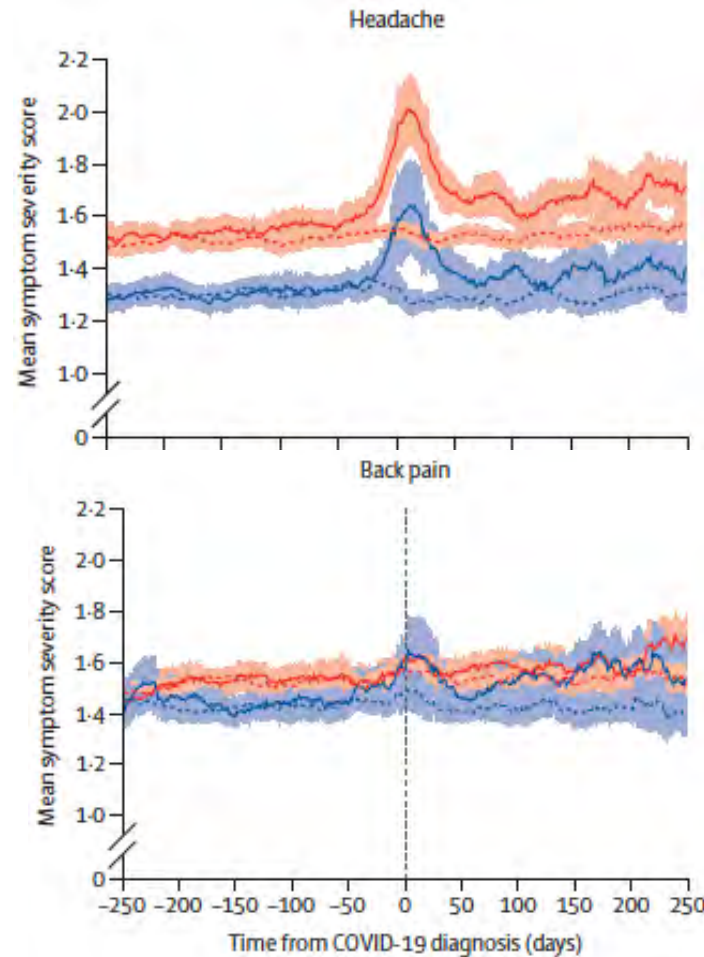 Headache
Mean symptom severity score
2·2
2·0
1·8
1·6
1·4
1·2
1·0
0
Back pain
Mean symptom severity score
2·2
2·0
1·8
1·6
1·4
1·2
1·0
0
–250 –200 –150 –100 –50 0 50 100 150 200 250
Time from COVID-19 diagnosis (days)